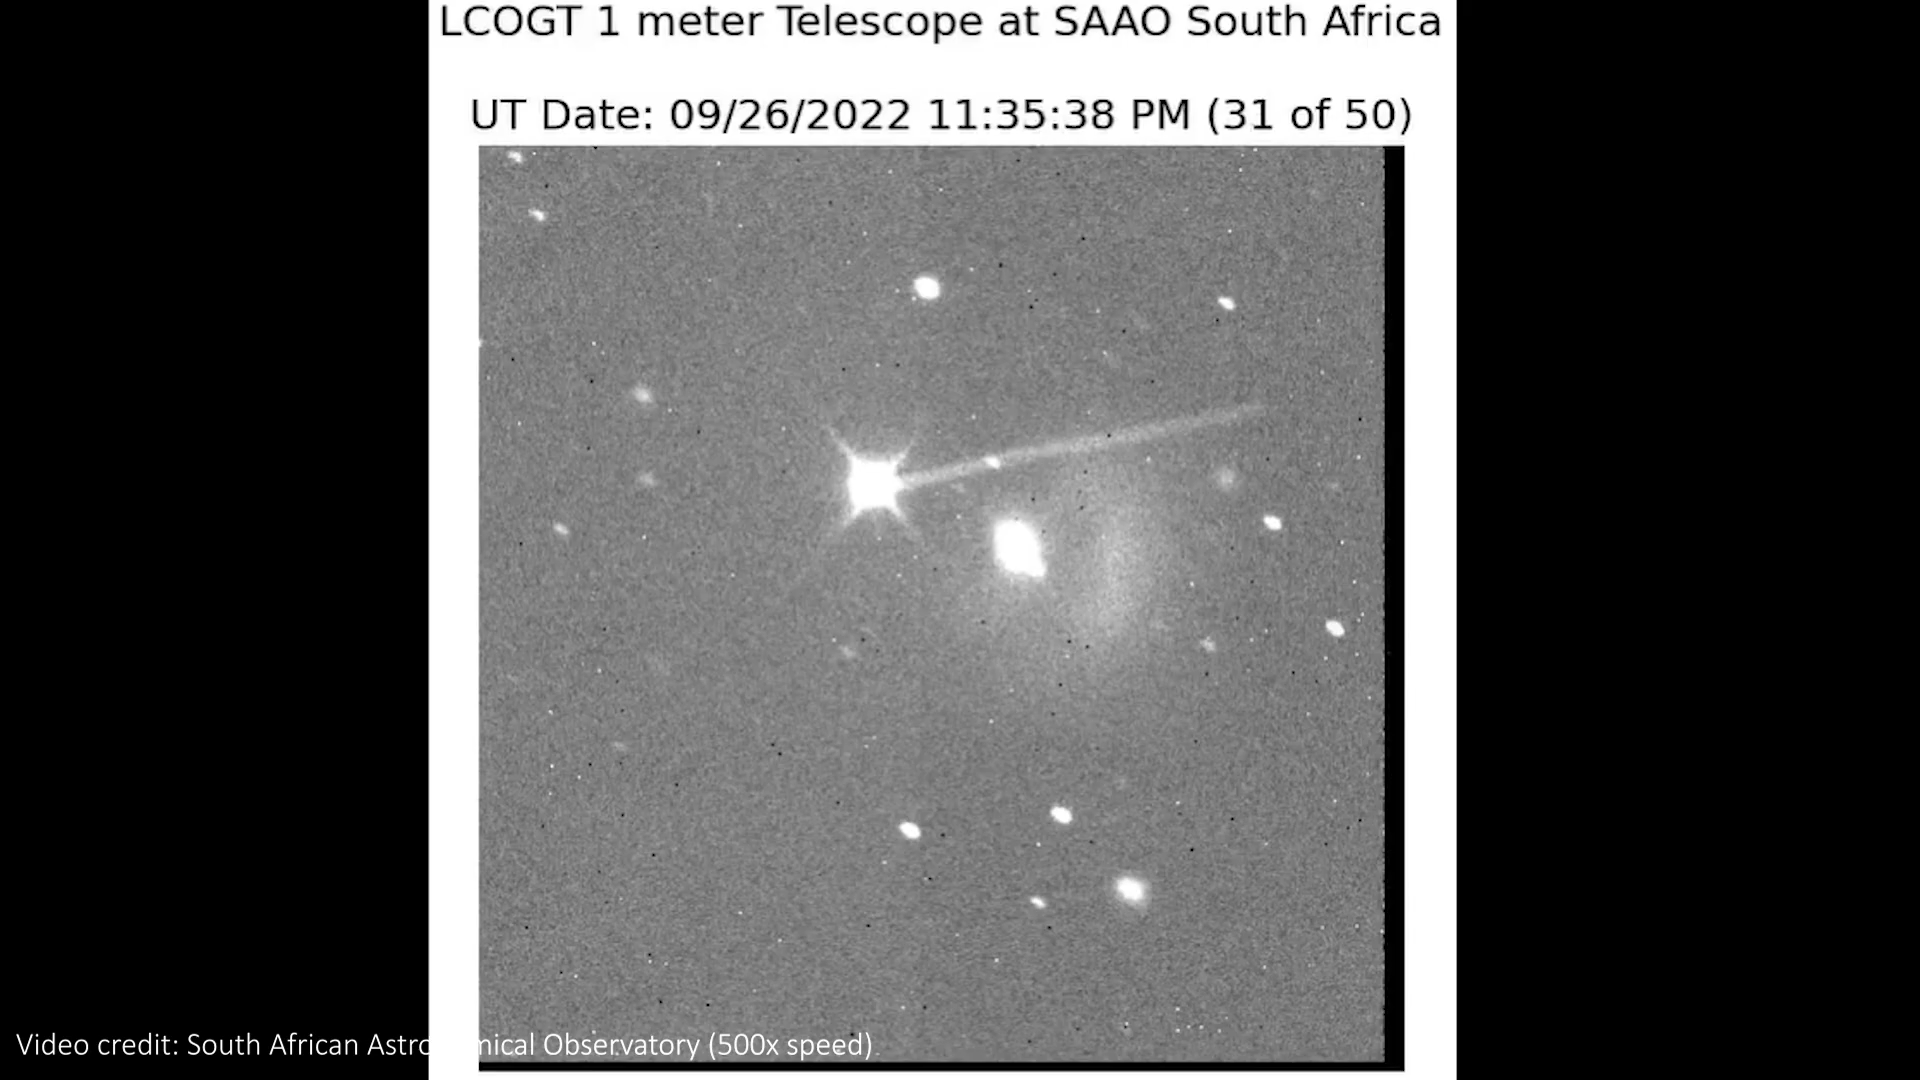 LCOGT 1 meter Telescope at SAAO South Africa
UT Date: 09/26/2022 11:35:38 PM (31 of 50)
Video credit: South African Astronomical Observatory (500x speed)